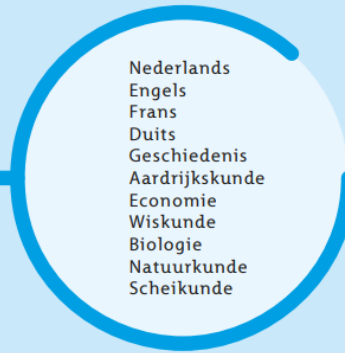 Nederlands
Engels
Frans
Duits
Geschiedenis
Aardrijkskunde
Economie
Wiskunde
Biologie
Natuurkunde
Scheikunde